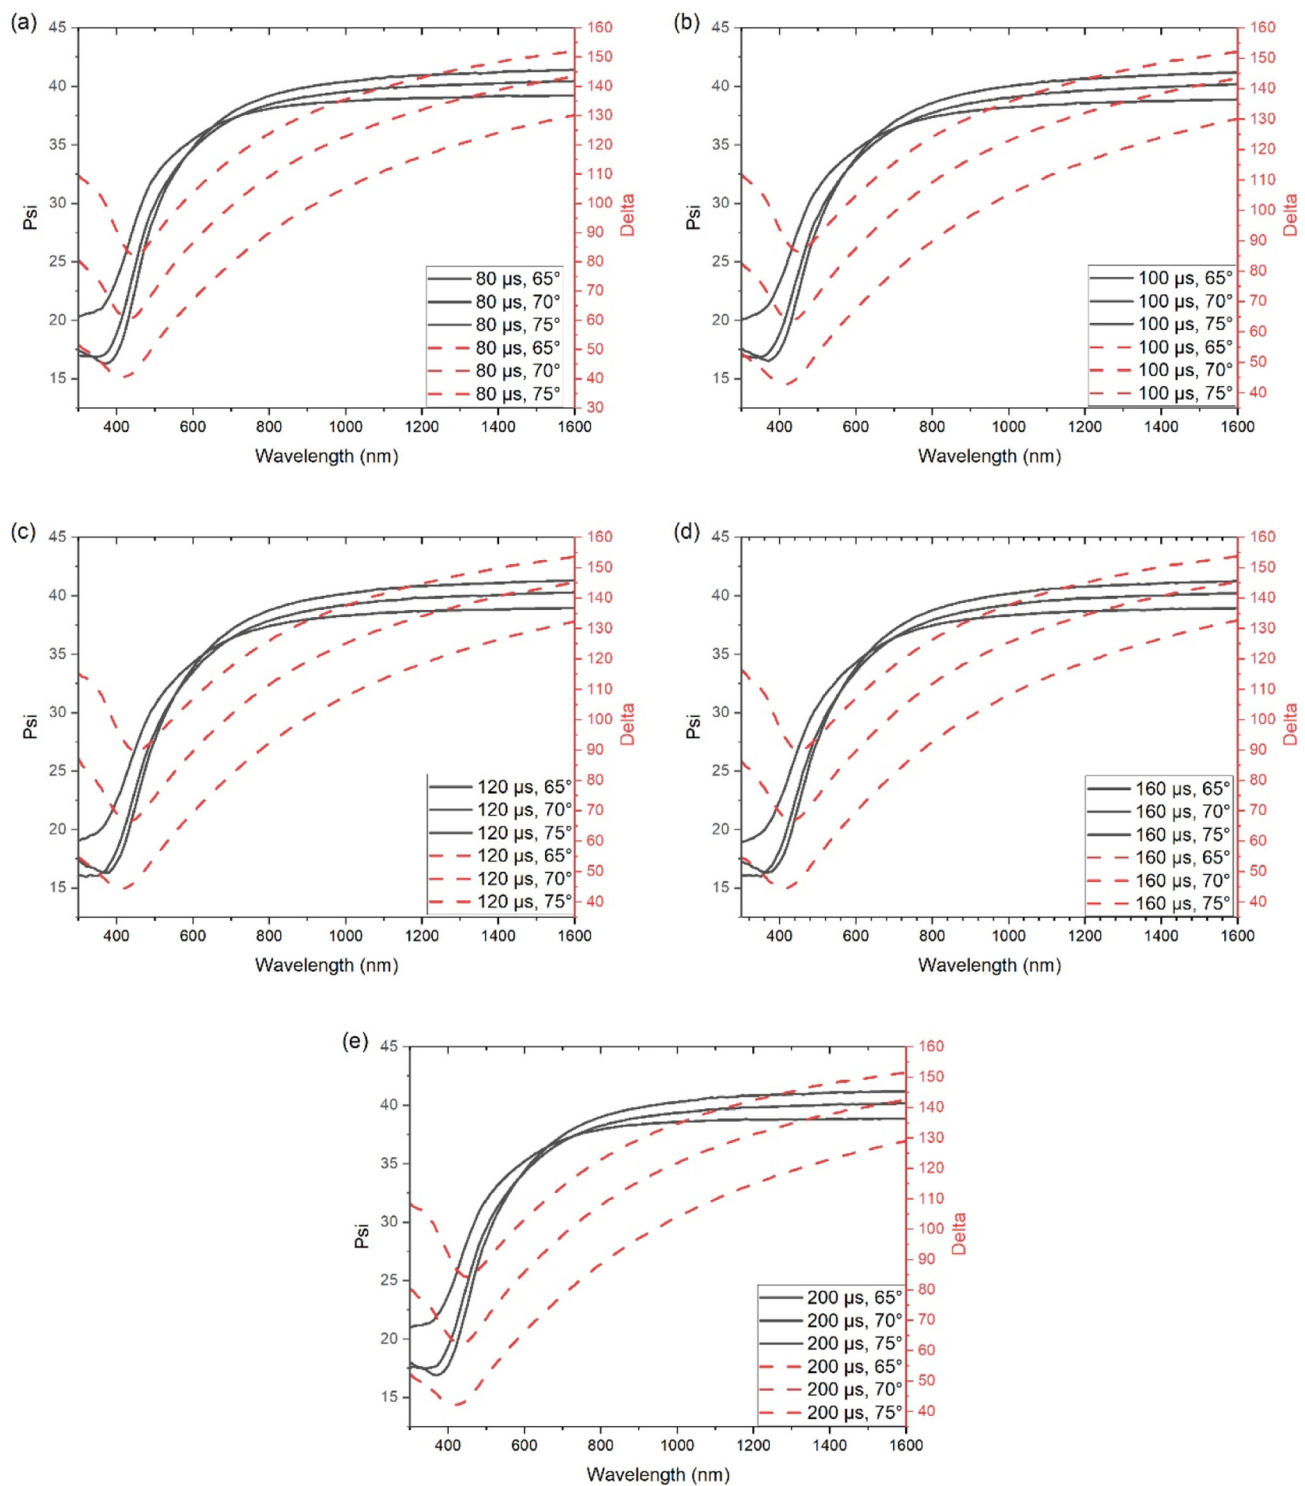 (a)
45
40
35
30
25
20
15
Psi
160
150
140
130
120
110
100
90
80
70
60
50
40
30
Delta
80 µs, 65°
80 µs, 70°
80 µs, 75°
80 µs, 65°
80 µs, 70°
80 µs, 75°
400 600 800 1000 1200 1400 1600
Wavelength (nm)
(b)
45
40
35
30
25
20
15
Psi
160
150
140
130
120
110
100
90
80
70
60
50
40
Delta
100 µs, 65°
100 µs, 70°
100 µs, 75°
100 µs, 65°
100 µs, 70°
100 µs, 75°
400 600 800 1000 1200 1400 1600
Wavelength (nm)
(c)
45
40
35
30
25
20
15
Psi
160
150
140
130
120
110
100
90
80
70
60
50
40
Delta
120 µs, 65°
120 µs, 70°
120 µs, 75°
120 µs, 65°
120 µs, 70°
120 µs, 75°
400 600 800 1000 1200 1400 1600
Wavelength (nm)
(d)
45
40
35
30
25
20
15
Psi
160
150
140
130
120
110
100
90
80
70
60
50
40
Delta
160 µs, 65°
160 µs, 70°
160 µs, 75°
160 µs, 65°
160 µs, 70°
160 µs, 75°
400 600 800 1000 1200 1400 1600
Wavelength (nm)
(e)
45
40
35
30
25
20
15
Psi
160
150
140
130
120
110
100
90
80
70
60
50
40
Delta
200 µs, 65°
200 µs, 70°
200 µs, 75°
200 µs, 65°
200 µs, 70°
200 µs, 75°
400 600 800 1000 1200 1400 1600
Wavelength (nm)